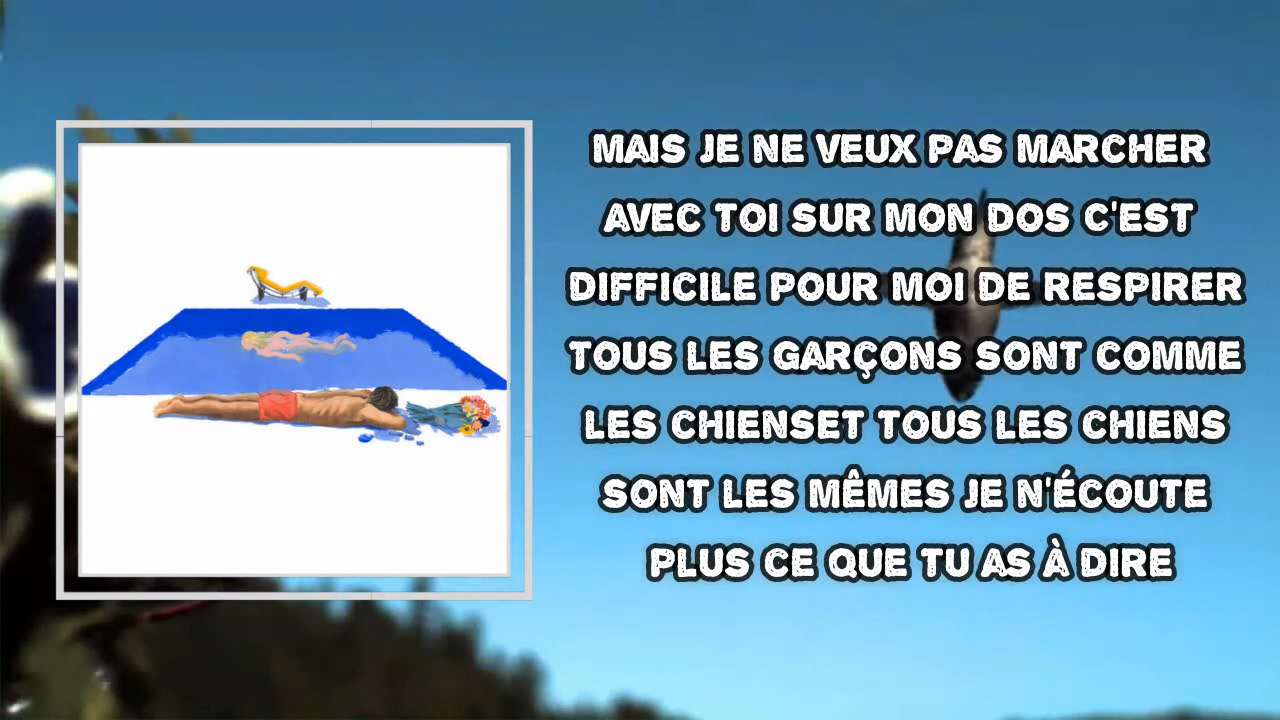 MAIS JE NE VEUX PAS MARCHER
AVEC TOI SUR MON DOS C'EST
DIFFICILE POUR MOI DE RESPIRER
TOUS LES GARÇONS SONT COMME
LES CHIENSET TOUS LES CHIENS
SONT LES MÊMES JE N'ÉCOUTE
PLUS CE QUE TU AS À DIRE